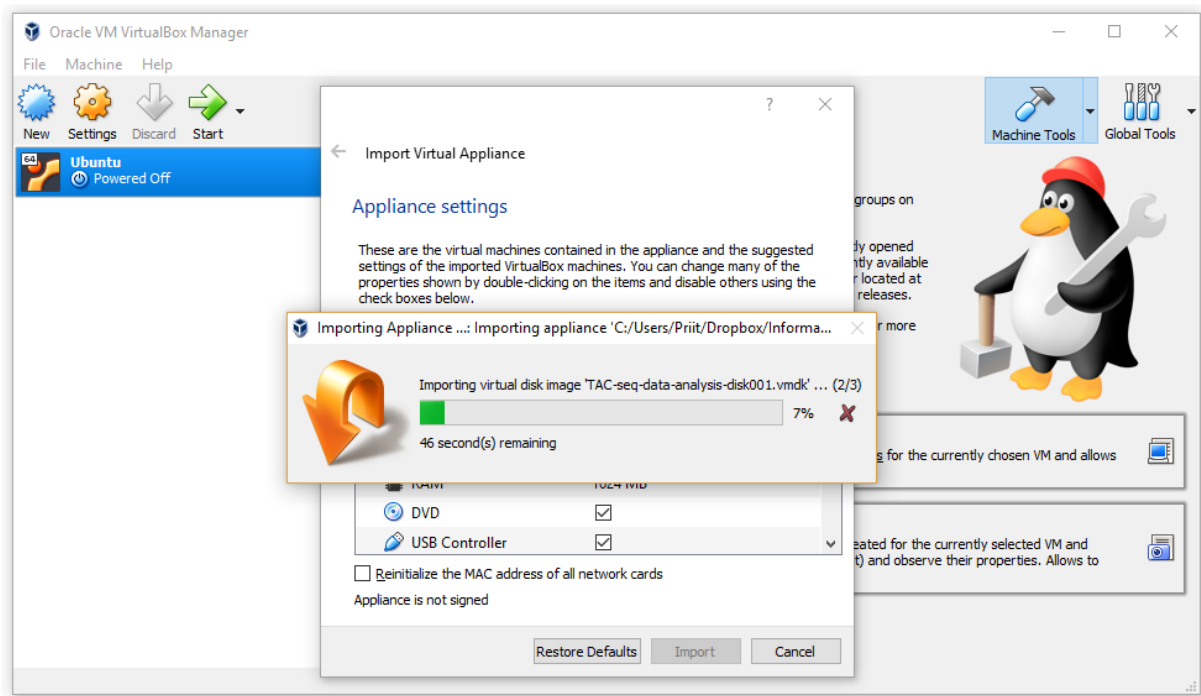 Oracle VM VirtualBox Manager
File Machine Help
New Settings Discard Start
Machine Tools Global Tools
64
Ubuntu
Powered Off
?
Import Virtual Appliance
Appliance settings
These are the virtual machines contained in the appliance and the suggested
settings of the imported VirtualBox machines. You can change many of the
properties shown by double-clicking on the items and disable others using the
check boxes below.
groups on
ly opened
ntly available
r located at
releases.
r more
Importing Appliance ...: Importing appliance 'C:/Users/Priit/Dropbox/Informa...
Importing virtual disk image 'TAC-seq-data-analysis-disk001.vmdk' ... (2/3)
7%
46 second(s) remaining
s for the currently chosen VM and allows
RAM 1024 MB
DVD
USB Controller
eated for the currently selected VM and
t) and observe their properties. Allows to
Reinitialize the MAC address of all network cards
Appliance is not signed
Restore Defaults Import Cancel